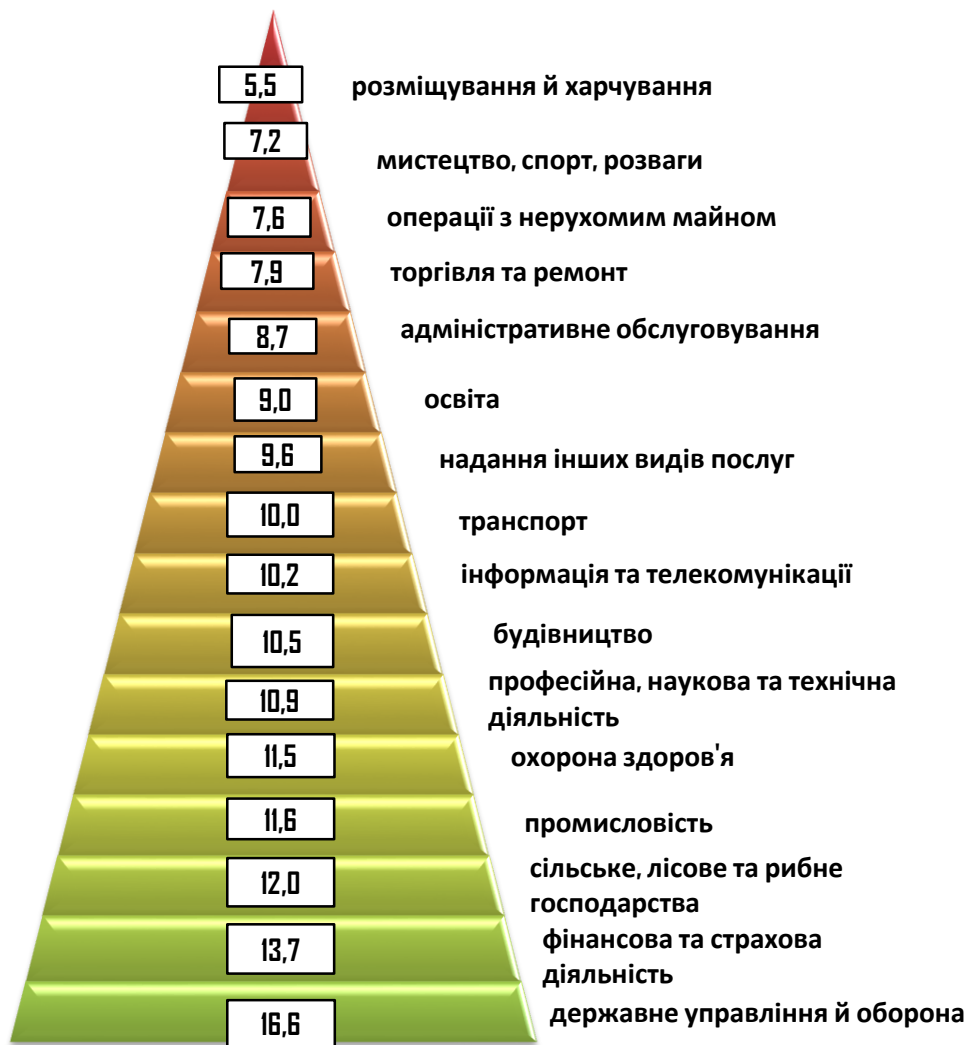 5,5 розміщування й харчування
7,2 мистецтво, спорт, розваги
7,6 операції з нерухомим майном
7,9 торгівля та ремонт
8,7 адміністративне обслуговування
9,0 освіта
9,6 надання інших видів послуг
10,0 транспорт
10,2 інформація та телекомунікації
10,5 будівництво
10,9 професійна, наукова та технічна
діяльність
11,5 охорона здоров'я
11,6 промисловість
12,0 сільське, лісове та рибне
господарства
13,7 фінансова та страхова
діяльність
16,6 державне управління й оборона